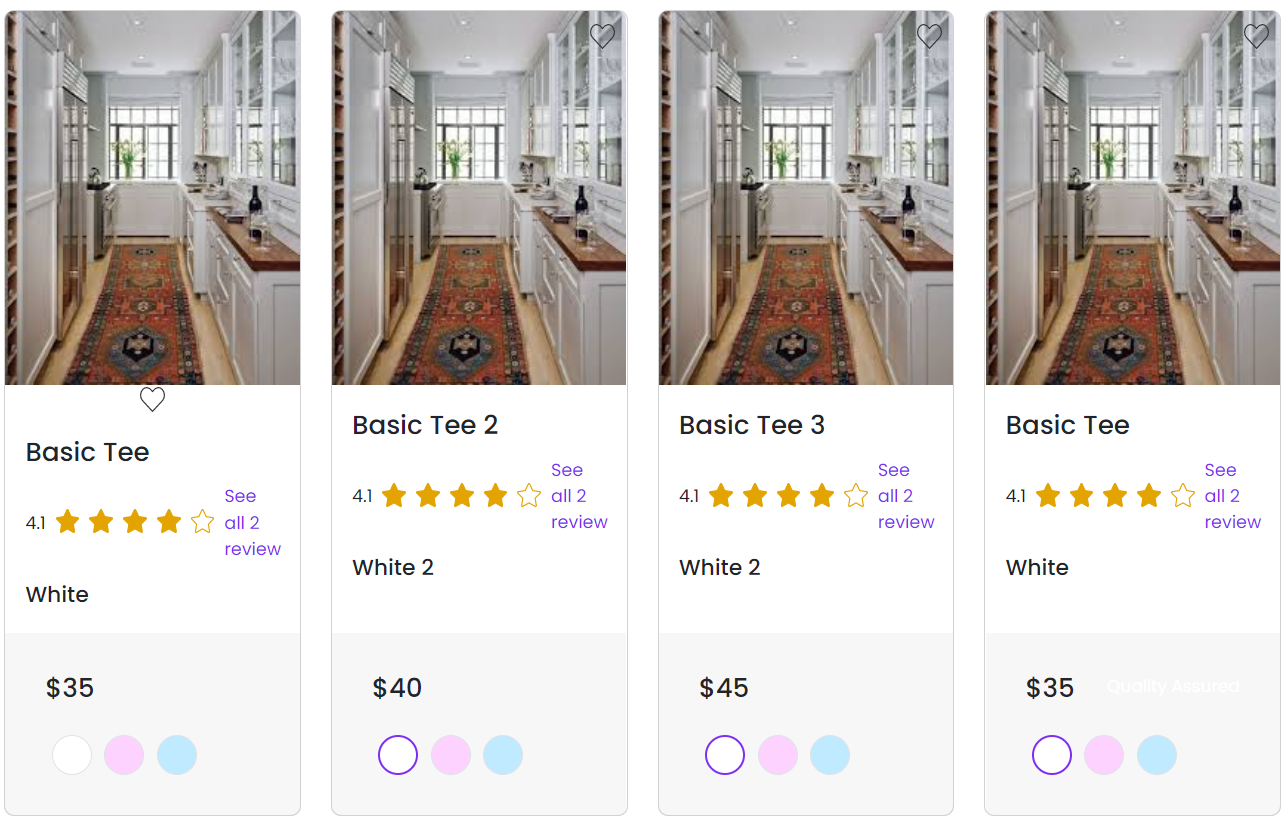 Basic Tee
4.1
See
all 2
review
White
$35
Basic Tee 2
4.1
See
all 2
review
White 2
$40
Basic Tee 3
4.1
See
all 2
review
White 2
$45
Basic Tee
4.1
See
all 2
review
White
$35
Quality Assured